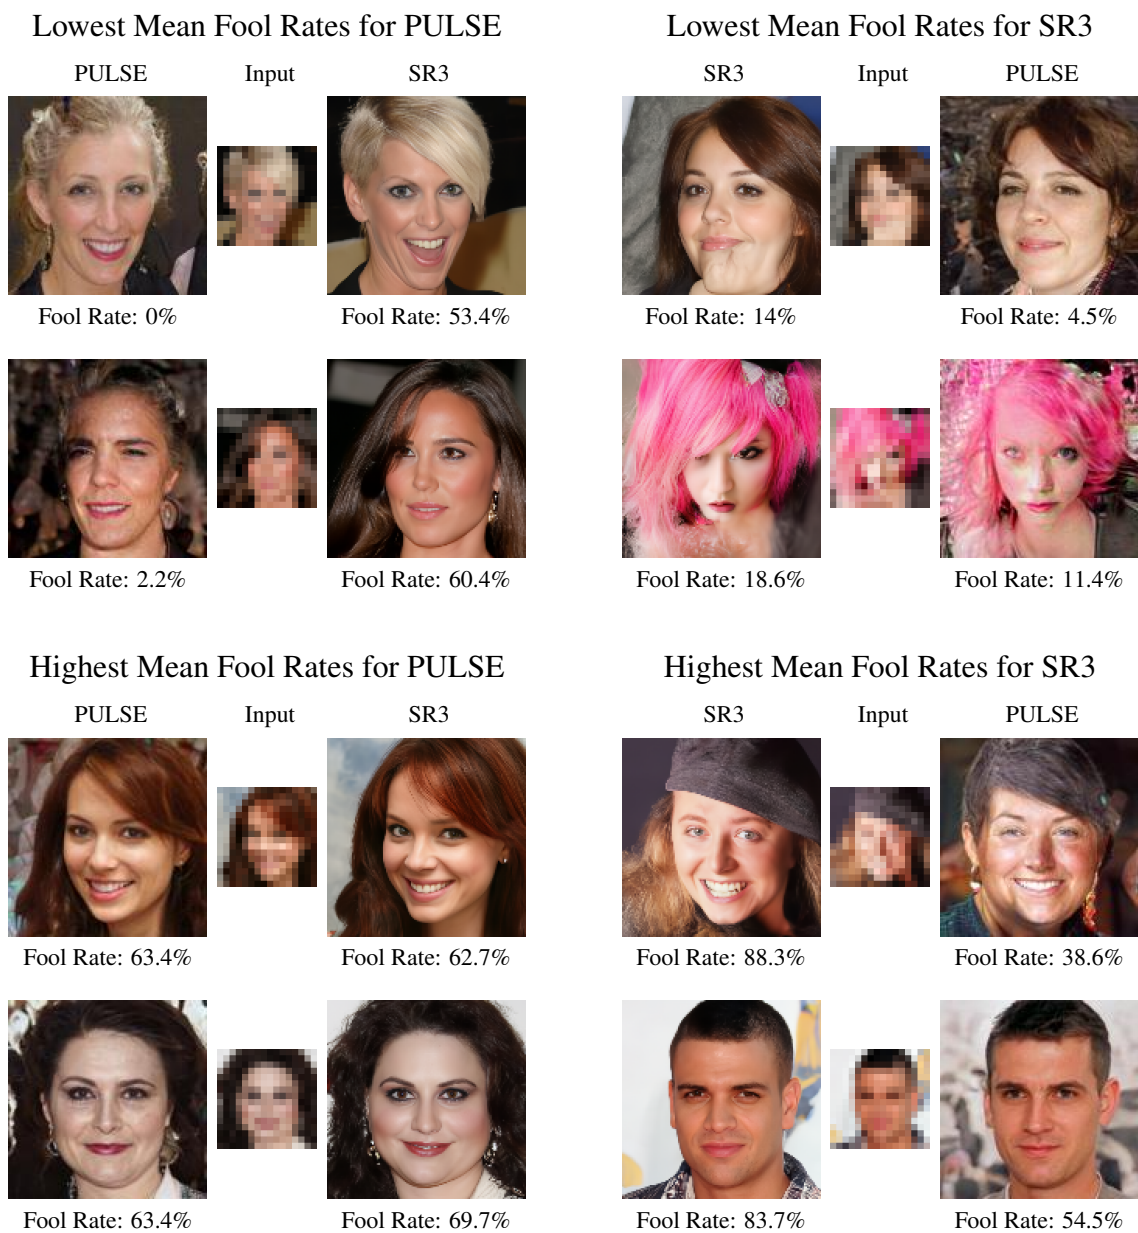 Lowest Mean Fool Rates for PULSE
PULSE Input SR3
Fool Rate: 0% Fool Rate: 53.4%
Fool Rate: 2.2% Fool Rate: 60.4%
Lowest Mean Fool Rates for SR3
SR3 Input PULSE
Fool Rate: 14% Fool Rate: 4.5%
Fool Rate: 18.6% Fool Rate: 11.4%
Highest Mean Fool Rates for PULSE
PULSE Input SR3
Fool Rate: 63.4% Fool Rate: 62.7%
Fool Rate: 63.4% Fool Rate: 69.7%
Highest Mean Fool Rates for SR3
SR3 Input PULSE
Fool Rate: 88.3% Fool Rate: 38.6%
Fool Rate: 83.7% Fool Rate: 54.5%